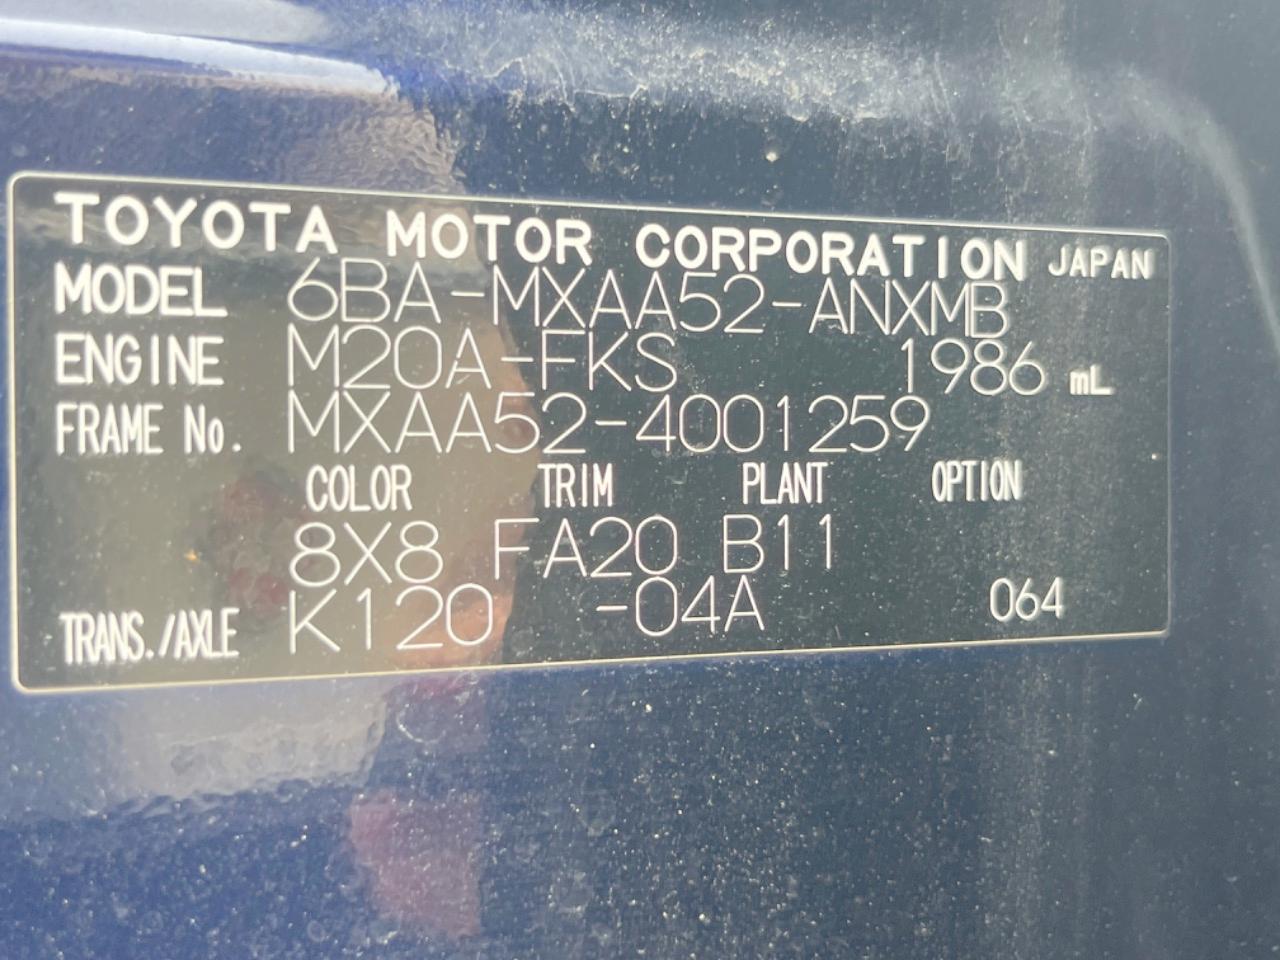 TOYOTA MOTOR CORPORATION JAPAN
MODEL 6BA-MXAA52-ANXMB
ENGINE M20A-FKS 1986 mL
FRAME No. MXAA52-4001259
COLOR TRIM PLANT OPTION
8X8 FA20 B11
TRANS./AXLE K120 -04A 064